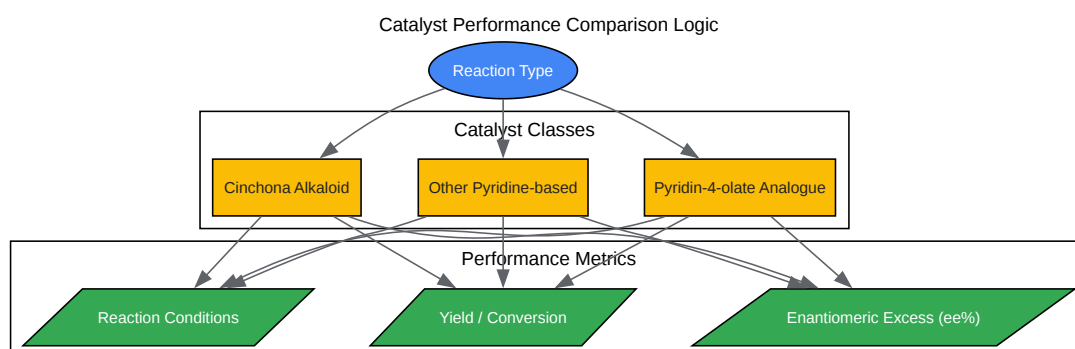 Catalyst Performance Comparison Logic
Reaction Type
Catalyst Classes
Cinchona Alkaloid
Other Pyridine-based
Pyridin-4-olate Analogue
Performance Metrics
Reaction Conditions
Yield / Conversion
Enantiomeric Excess (ee%)